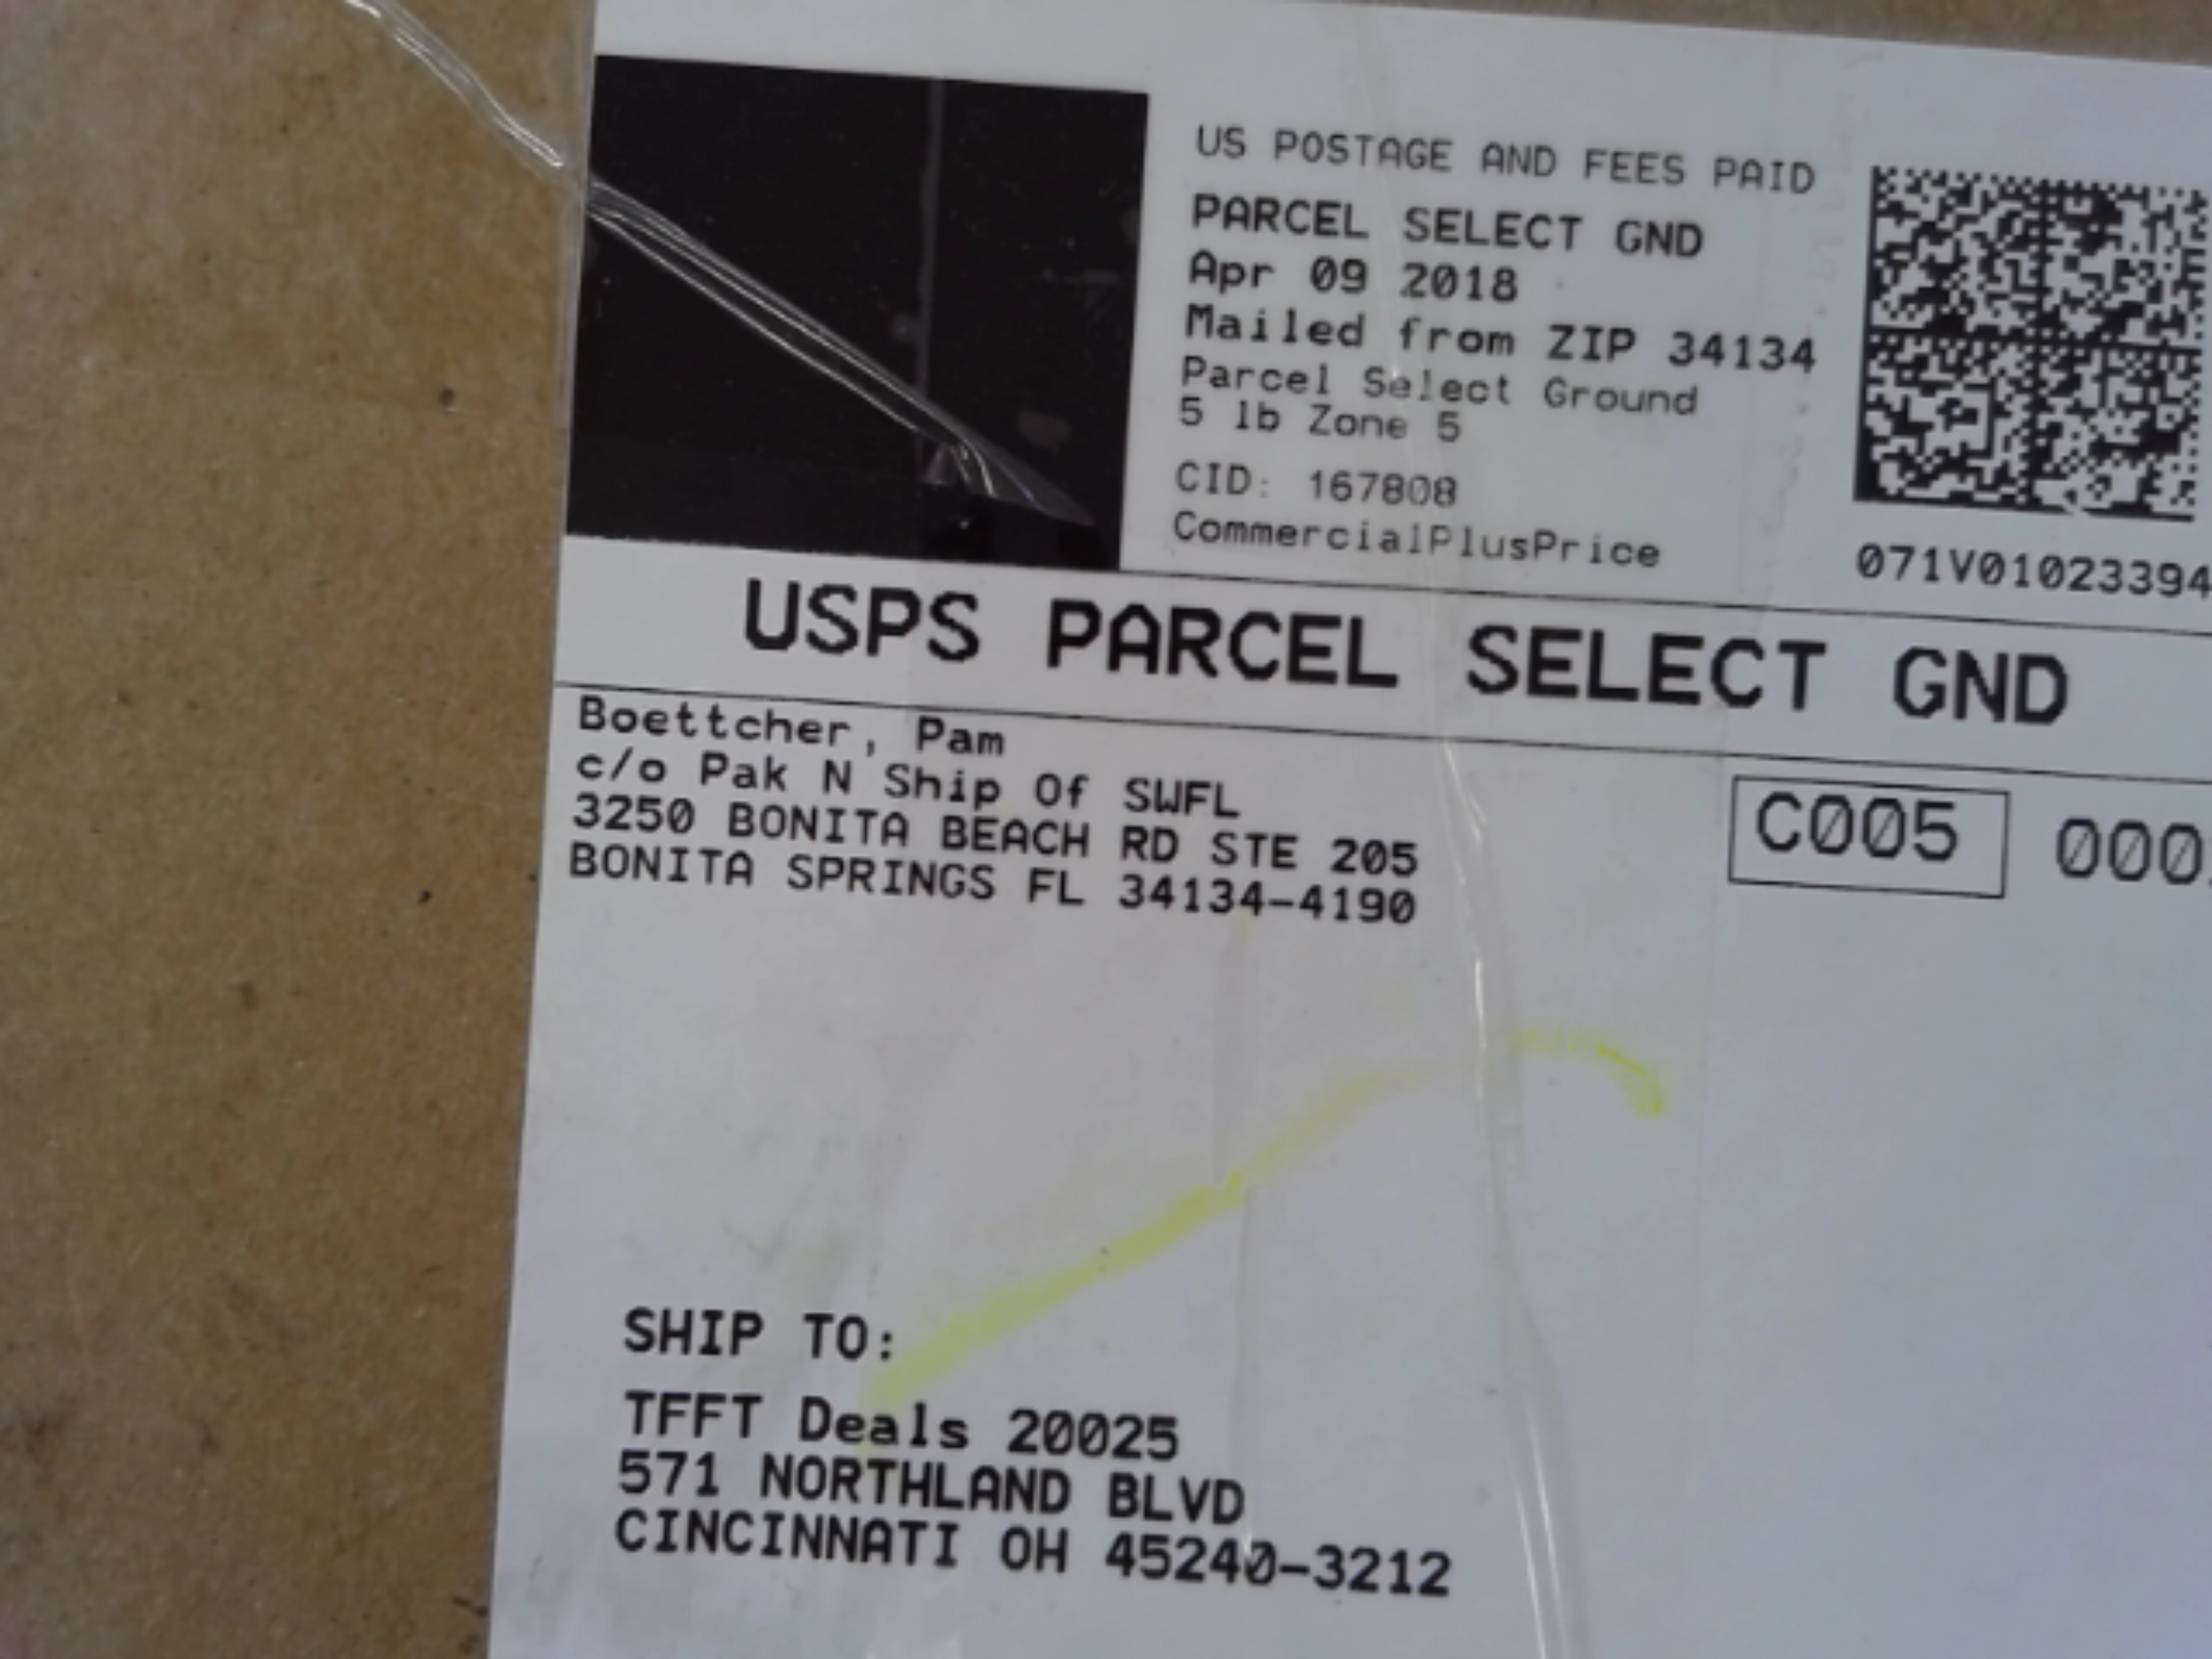 US POSTAGE AND FEES PAID
PARCEL SELECT GND
Apr 09 2018
Mailed from ZIP 34134
Parcel Select Ground
5 lb Zone 5
CID: 167808
CommercialPlusPrice
071V01023394
USPS PARCEL SELECT GND
Boettcher, Pam
c/o Pak N Ship Of SWFL
3250 BONITA BEACH RD STE 205
BONITA SPRINGS FL 34134-4190
C005
000
SHIP TO:
TFFT Deals 20025
571 NORTHLAND BLVD
CINCINNATI OH 45240-3212